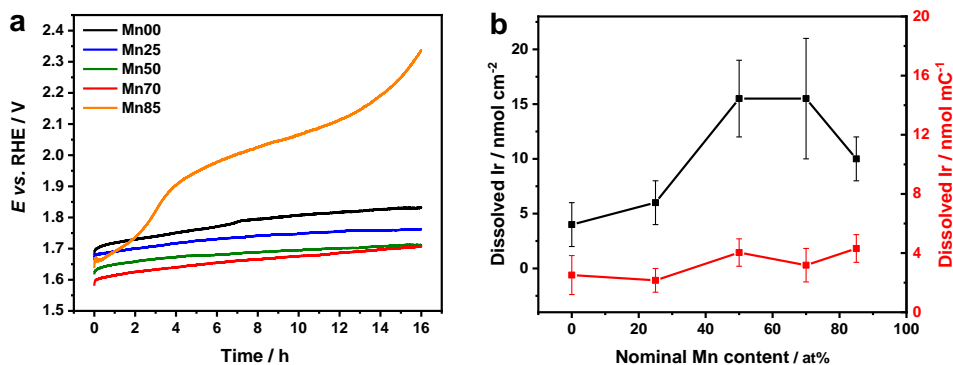 a
Mn00
Mn25
Mn50
Mn70
Mn85
E vs. RHE / V
2.4
2.3
2.2
2.1
2.0
1.9
1.8
1.7
1.6
1.5
0 2 4 6 8 10 12 14 16
Time / h
b
Dissolved Ir / nmol cm⁻²
20
15
10
5
0
0 20 40 60 80 100
Nominal Mn content / at%
20
16
12
8
4
0
Dissolved Ir / nmol mC⁻¹